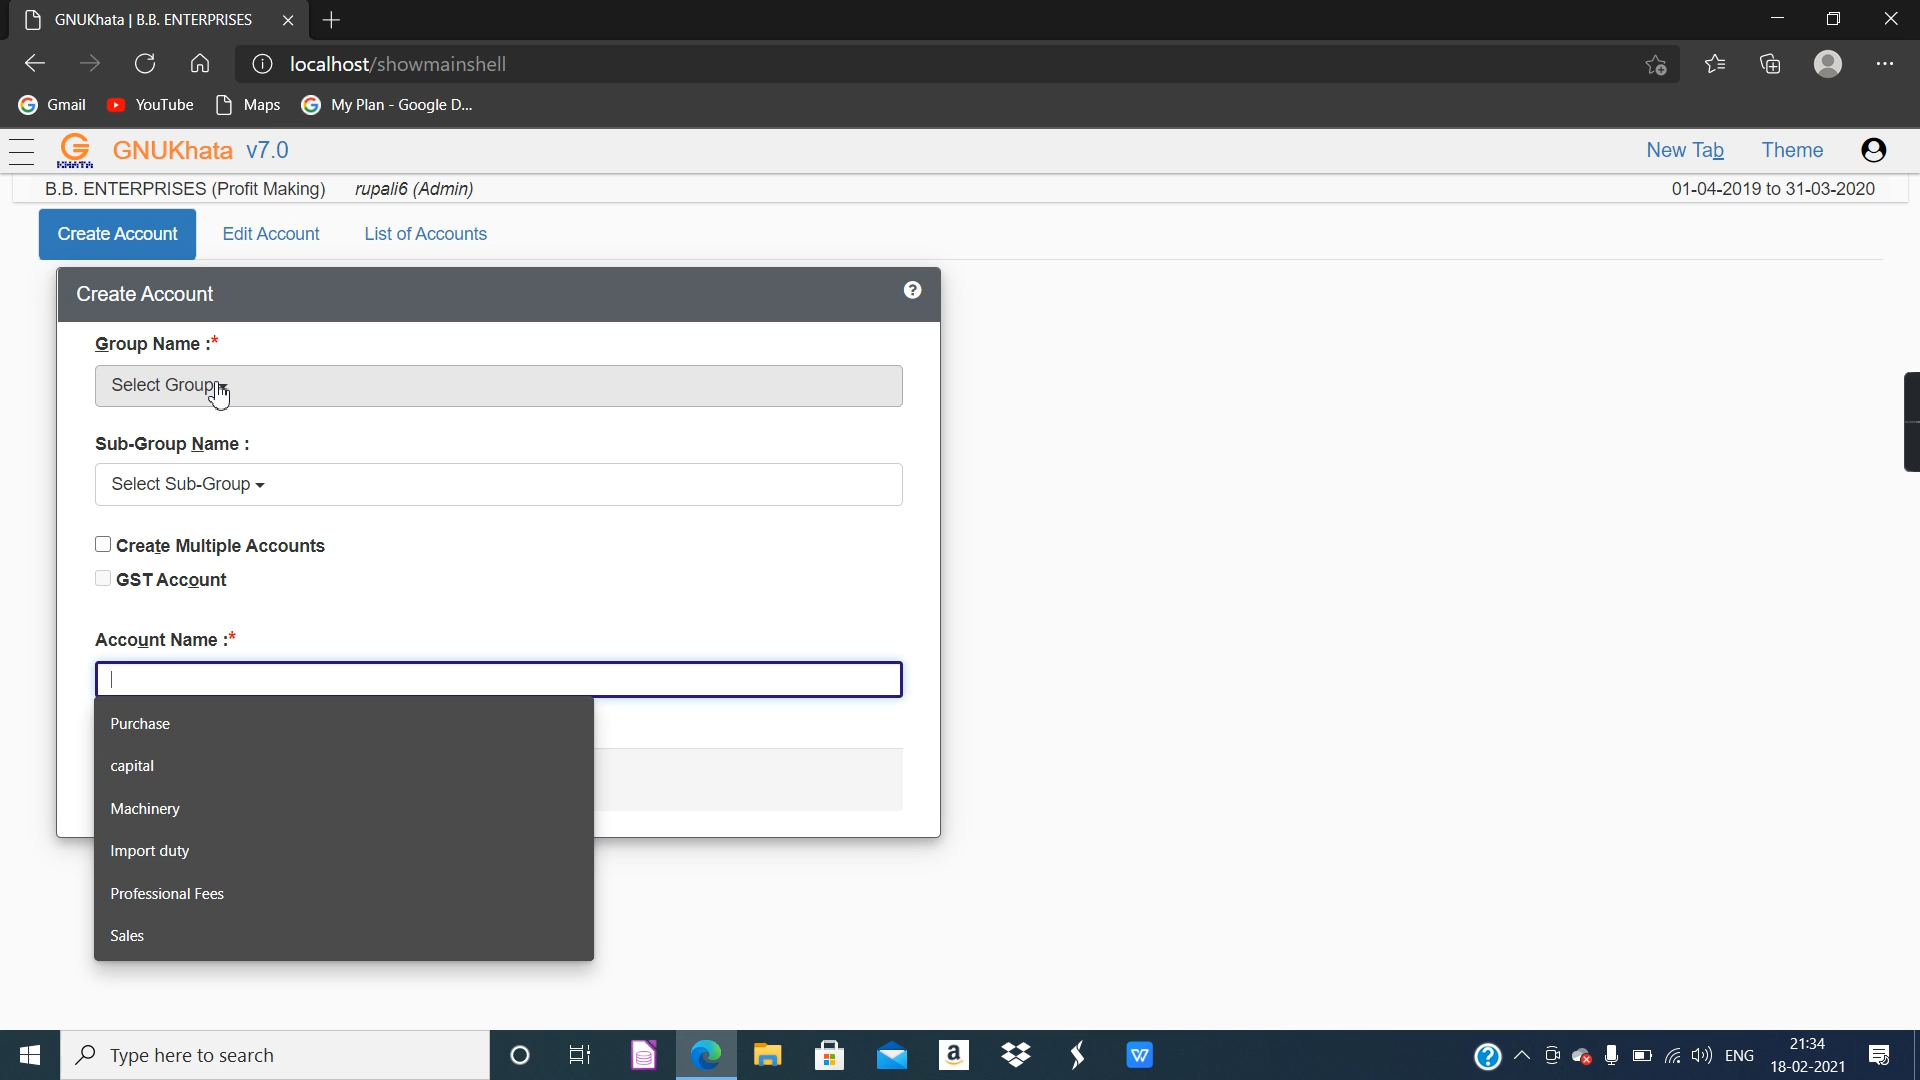 GNUKhata | B.B. ENTERPRISES
localhost/showmainshell
Gmail YouTube Maps My Plan - Google D...
KHATA GNUKhata v7.0 New Tab Theme
B.B. ENTERPRISES (Profit Making) rupali6 (Admin) 01-04-2019 to 31-03-2020
Create Account Edit Account List of Accounts
Create Account
Group Name :*
Select Group
Sub-Group Name :
Select Sub-Group
Create Multiple Accounts
GST Account
Account Name :*
Purchase
capital
Machinery
Import duty
Professional Fees
Sales
Type here to search
ENG
21:34
18-02-2021